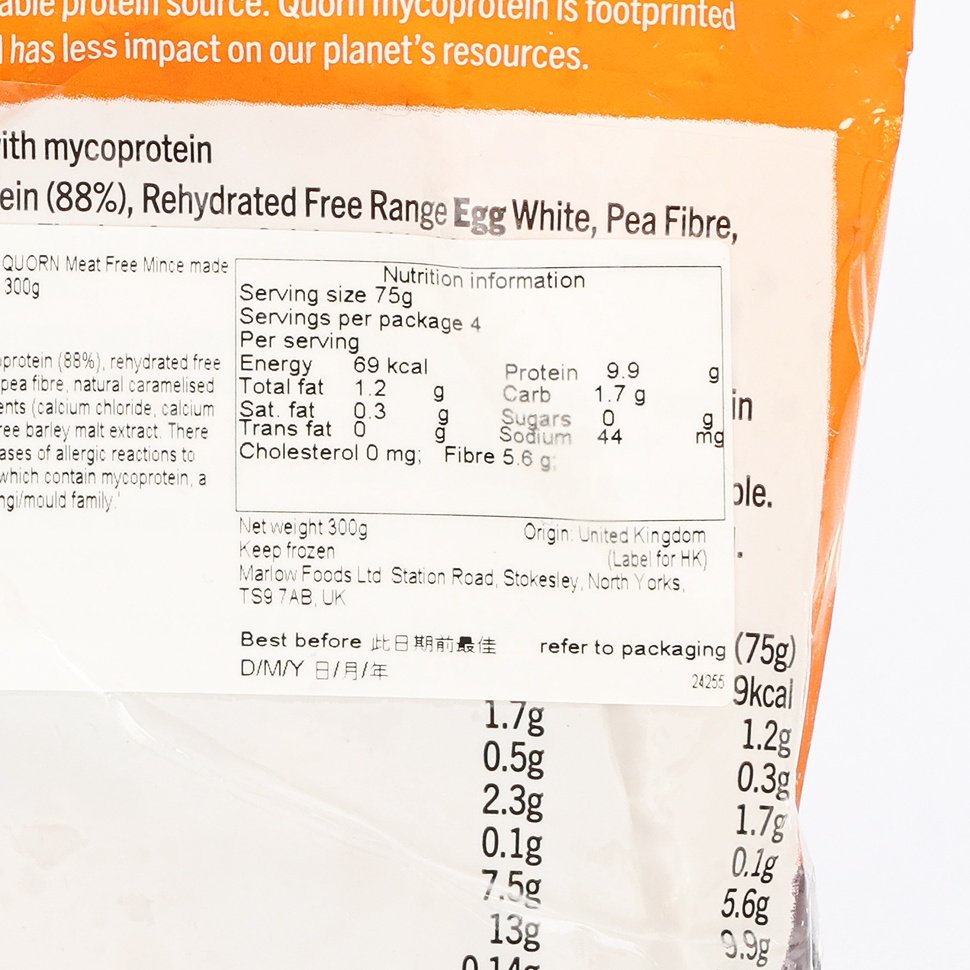 able protein source. Quorn mycoprotein is footprinted
has less impact on our planet's resources.
ith mycoprotein
ein (88%), Rehydrated Free Range Egg White, Pea Fibre,
QUORN Meat Free Mince made
300g
oprotein (88%), rehydrated free
pea fibre, natural caramelised
ents (calcium chloride, calcium
ree barley malt extract. There
ases of allergic reactions to
which contain mycoprotein, a
ngi/mould family.'
Nutrition information
Serving size 75g
Servings per package 4
Per serving
Energy 69 kcal Protein 9.9 g
Total fat 1.2 g Carb 1.7 g
Sat. fat 0.3 g Sugars 0 g
Trans fat 0 g Sodium 44 mg
Cholesterol 0 mg; Fibre 5.6 g;
in
ble.
Net weight 300g Origin: United Kingdom
Keep frozen (Label for HK)
Marlow Foods Ltd Station Road, Stokesley, North Yorks,
TS9 7AB, UK
Best before 此日期前最佳 refer to packaging
D/M/Y 日/月/年
24255
(75g)
9kcal
1.7g 1.2g
0.5g 0.3g
2.3g 1.7g
0.1g 0.1g
7.5g 5.6g
13g 9.9g
0.14g